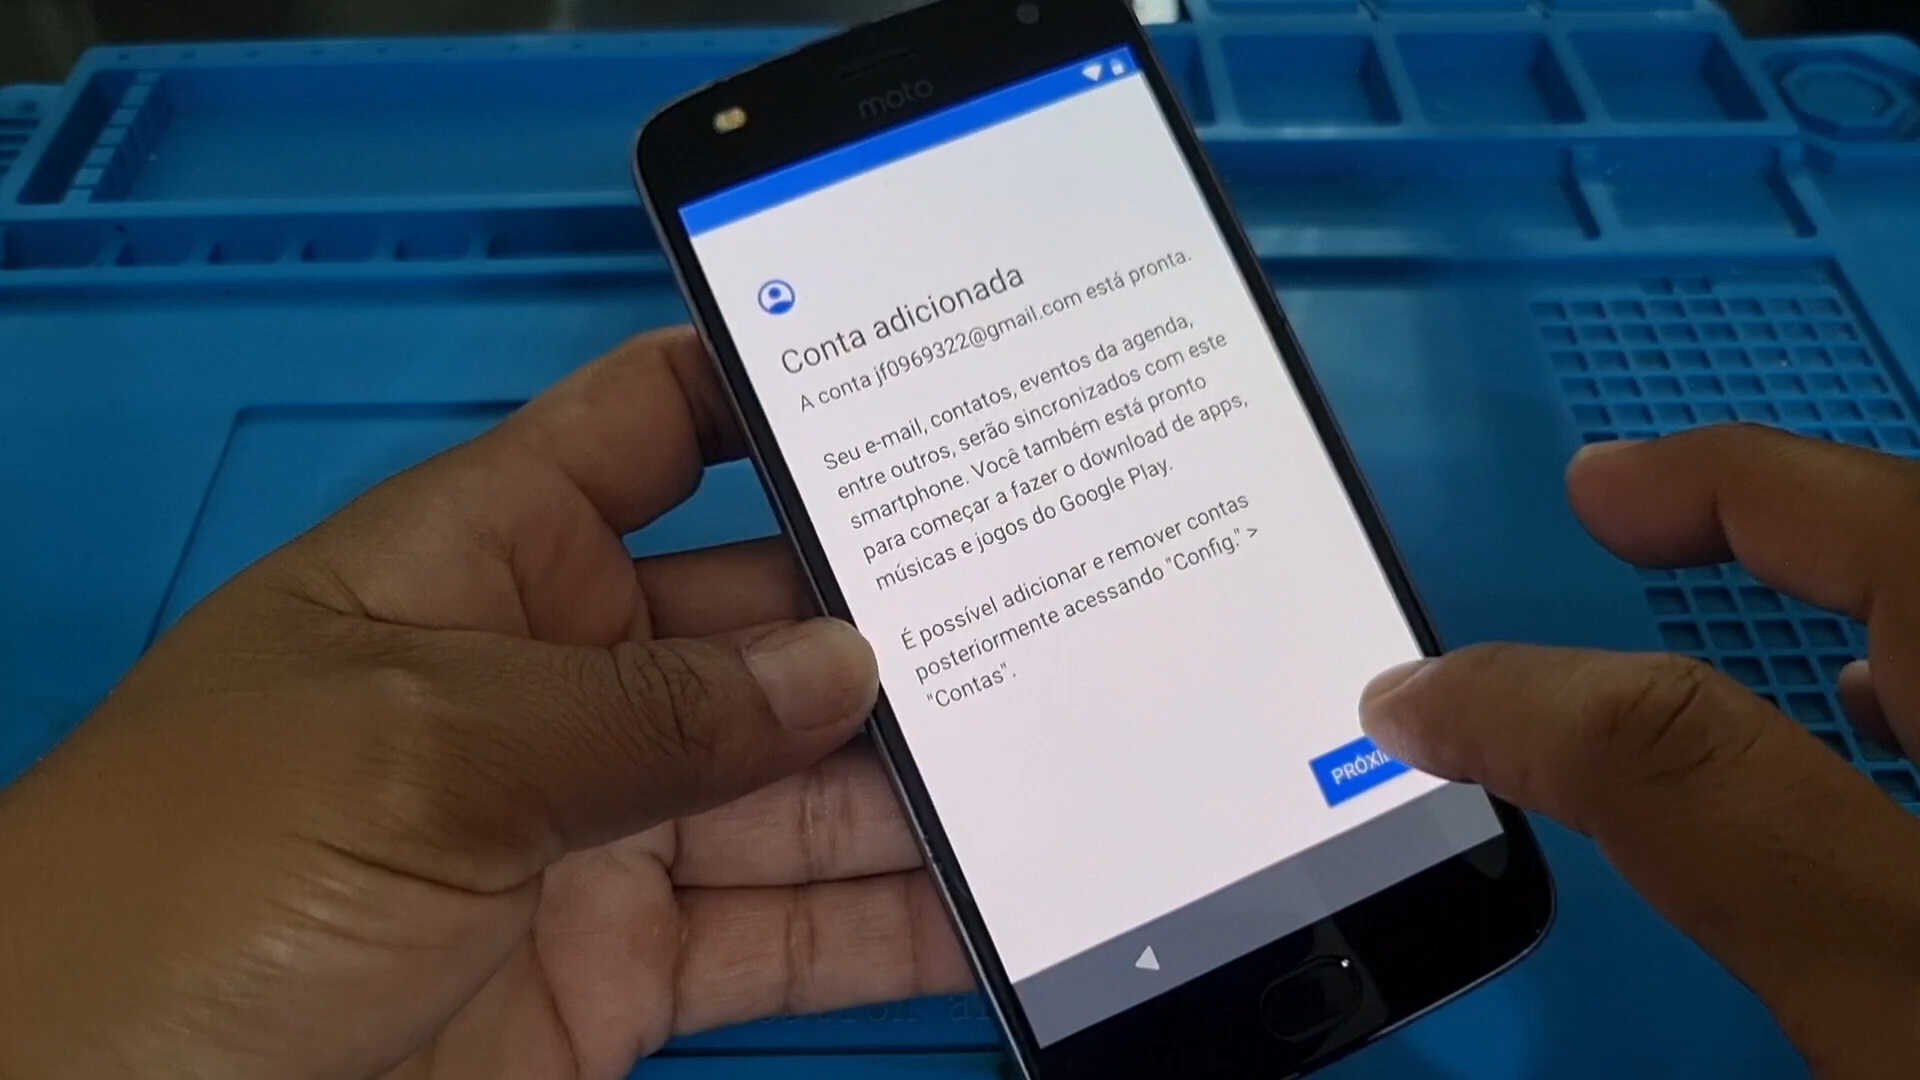 moto
Conta adicionada
A conta jf0969322@gmail.com está pronta.
Seu e-mail, contatos, eventos da agenda,
entre outros, serão sincronizados com este
smartphone. Você também está pronto
para começar a fazer o download de apps,
músicas e jogos do Google Play.
É possível adicionar e remover contas
posteriormente acessando "Config." >
"Contas".